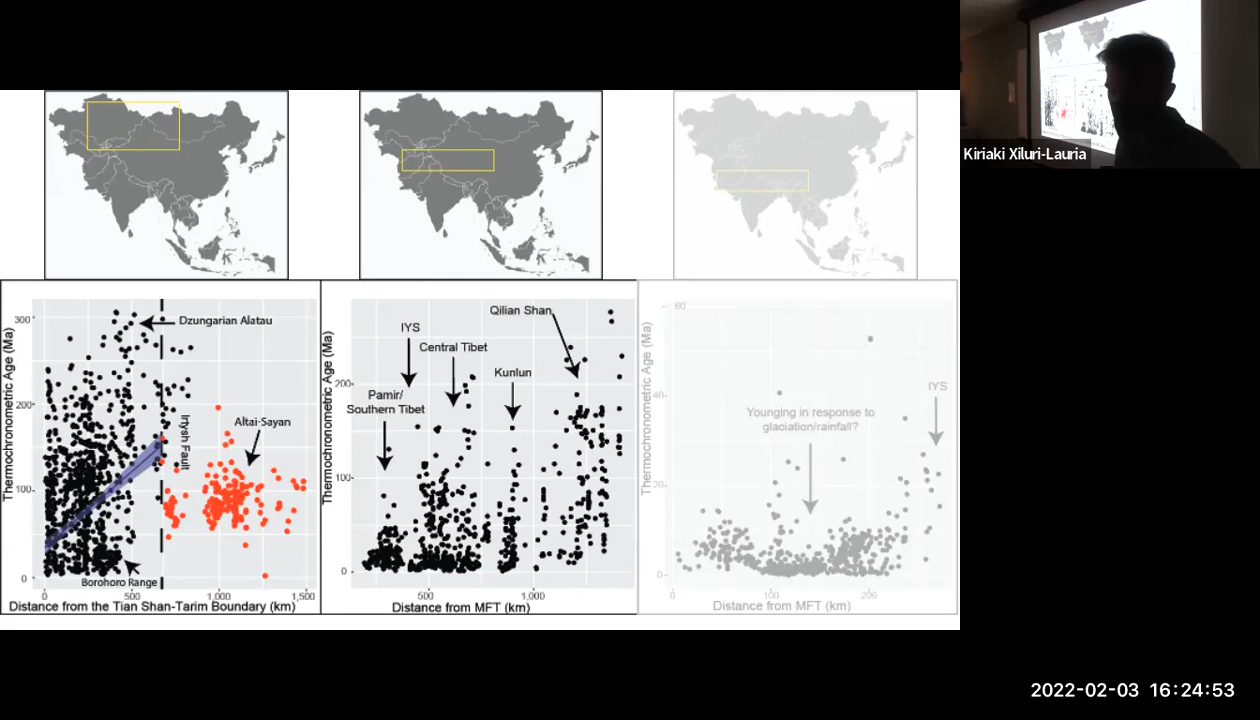 Kiriaki Xiluri-Lauria
Thermochronometric Age (Ma)
300
200
100
0
Dzungarian Alatau
Irtysh Fault
Altai-Sayan
Borohoro Range
0
500
1,000
1,500
Distance from the Tian Shan-Tarim Boundary (km)
Thermochronometric Age (Ma)
200
100
0
Qilian Shan
IYS
Central Tibet
Kunlun
Pamir/
Southern Tibet
500
1,000
Distance from MFT (km)
Thermochronometric Age (Ma)
60
40
20
0
IYS
Younging in response to
glaciation/rainfall?
0
100
200
Distance from MFT (km)
2022-02-03 16:24:53